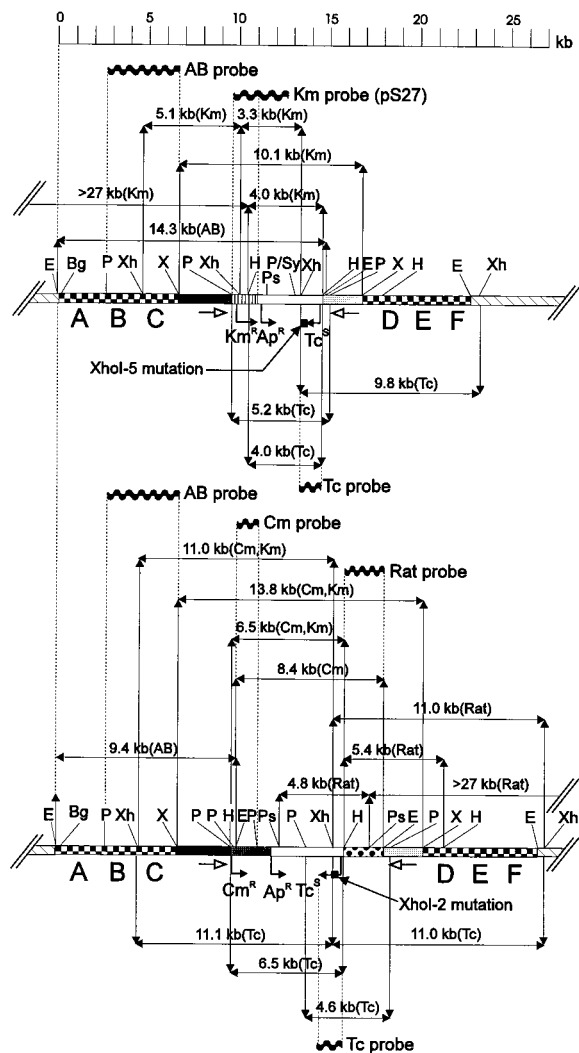 0 5 10 15 20 25 kb
AB probe
Km probe (pS27)
5.1 kb(Km) 3.3 kb(Km)
10.1 kb(Km)
>27 kb(Km) 4.0 kb(Km)
14.3 kb(AB)
E Bg P Xh X P Xh H P/Sy Xh H E P X H E Xh
Ps
A B C D E F
Km^R Ap^R Tc^S
XhoI-5 mutation
9.8 kb(Tc)
5.2 kb(Tc)
4.0 kb(Tc)
Tc probe
AB probe
Cm probe
11.0 kb(Cm,Km)
Rat probe
13.8 kb(Cm,Km)
6.5 kb(Cm,Km)
8.4 kb(Cm)
11.0 kb(Rat)
9.4 kb(AB) 5.4 kb(Rat)
4.8 kb(Rat) >27 kb(Rat)
E Bg P Xh X P P H E P Ps P Xh H Ps E P X H E Xh
A B C D E F
Cm^R Ap^R Tc^S
XhoI-2 mutation
11.1 kb(Tc) 11.0 kb(Tc)
6.5 kb(Tc)
4.6 kb(Tc)
Tc probe